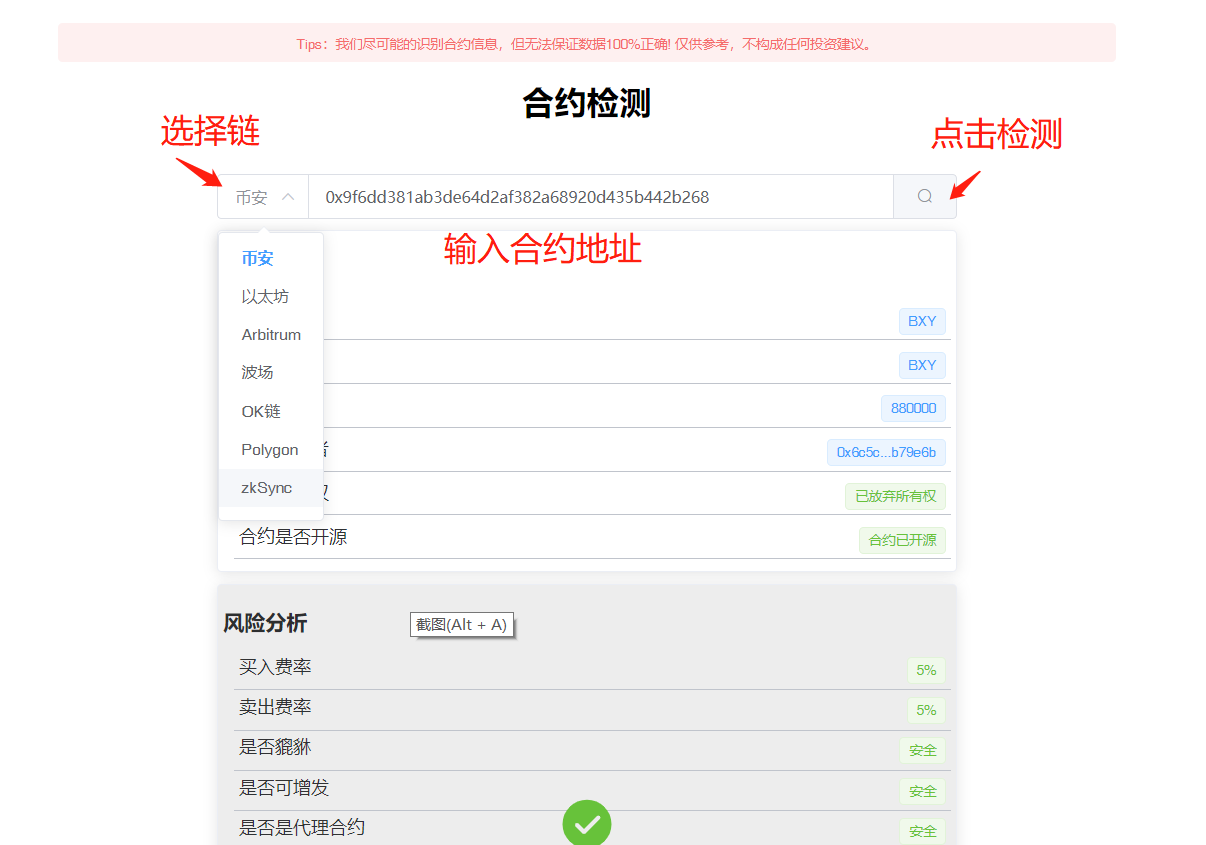 Tips：我们尽可能的识别合约信息，但无法保证数据100%正确! 仅供参考，不构成任何投资建议。
合约检测
选择链
点击检测
币安
0x9f6dd381ab3de64d2af382a68920d435b442b268
输入合约地址
币安
以太坊
Arbitrum
波场
OK链
Polygon
zkSync
BXY
BXY
880000
0x6c5c...b79e6b
已放弃所有权
合约是否开源
合约已开源
风险分析
截图(Alt + A)
买入费率
5%
卖出费率
5%
是否貔貅
安全
是否可增发
安全
是否是代理合约
安全